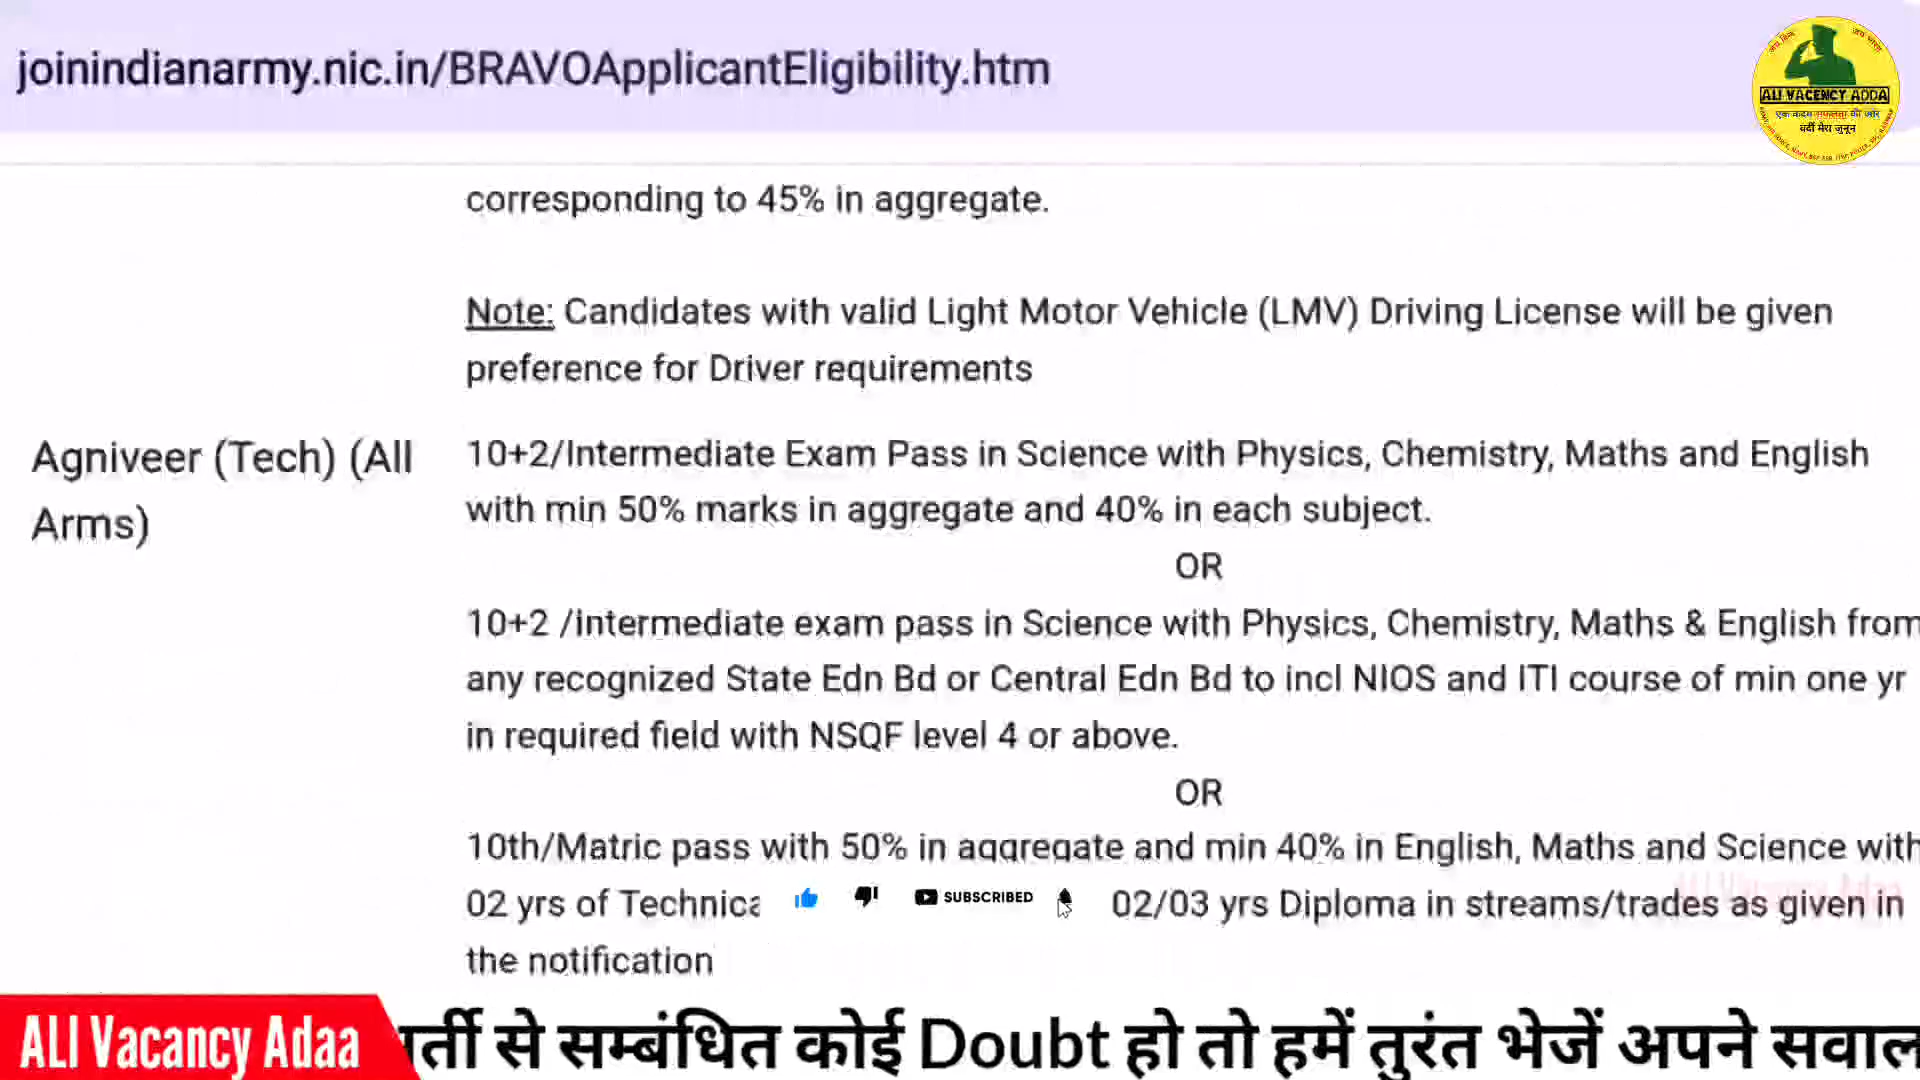 joinindianarmy.nic.in/BRAVOApplicantEligibility.htm
ALI VACENCY ADDA
एक कदम सफलता की ओर
वर्दी मेरा जुनून
corresponding to 45% in aggregate.
Note: Candidates with valid Light Motor Vehicle (LMV) Driving License will be given
preference for Driver requirements
Agniveer (Tech) (All
Arms)
10+2/Intermediate Exam Pass in Science with Physics, Chemistry, Maths and English
with min 50% marks in aggregate and 40% in each subject.
OR
10+2 /Intermediate exam pass in Science with Physics, Chemistry, Maths & English from
any recognized State Edn Bd or Central Edn Bd to incl NIOS and ITI course of min one yr
in required field with NSQF level 4 or above.
OR
10th/Matric pass with 50% in aggregate and min 40% in English, Maths and Science with
02 yrs of Technica SUBSCRIBED 02/03 yrs Diploma in streams/trades as given in
the notification
ALI Vacancy Adaa
ALI Vacancy Adaa र्ती से सम्बंधित कोई Doubt हो तो हमें तुरंत भेजें अपने सवाल